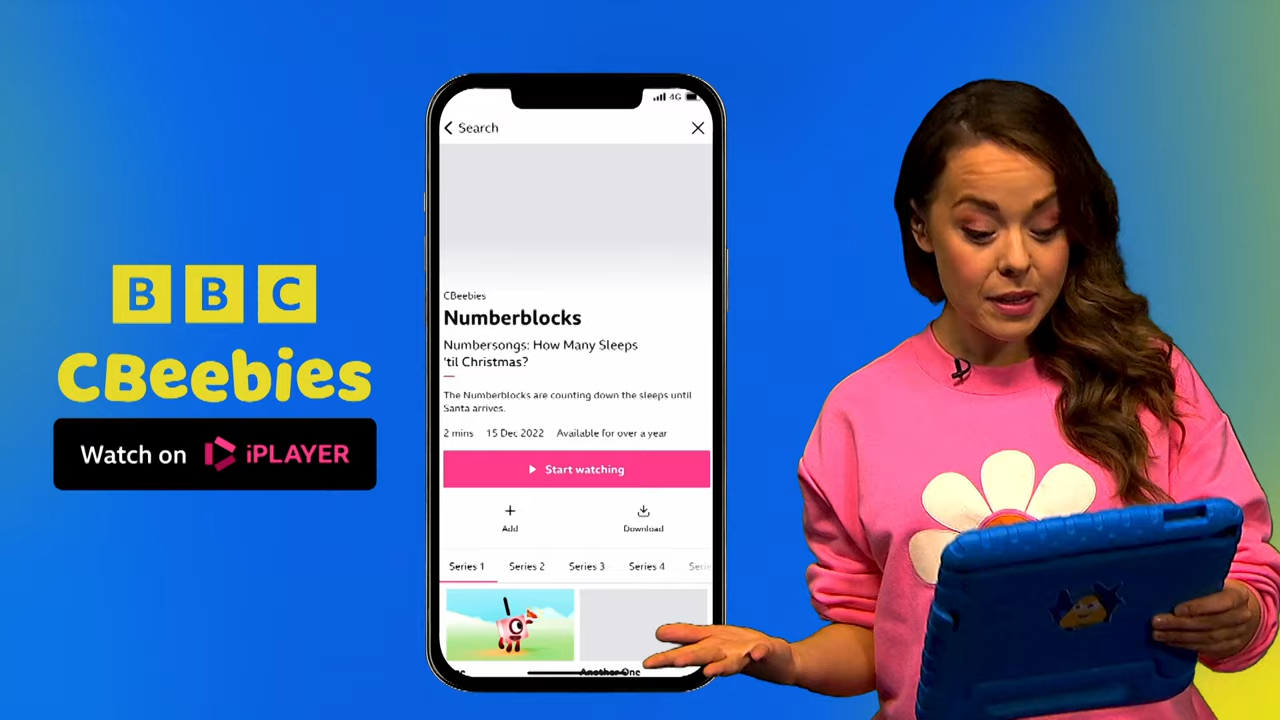 BBC
CBeebies
Watch on iPLAYER
4G
Search
CBeebies
Numberblocks
Numbersongs: How Many Sleeps
'til Christmas?
The Numberblocks are counting down the sleeps until
Santa arrives.
2 mins 15 Dec 2022 Available for over a year
Start watching
Add Download
Series 1 Series 2 Series 3 Series 4
Another One